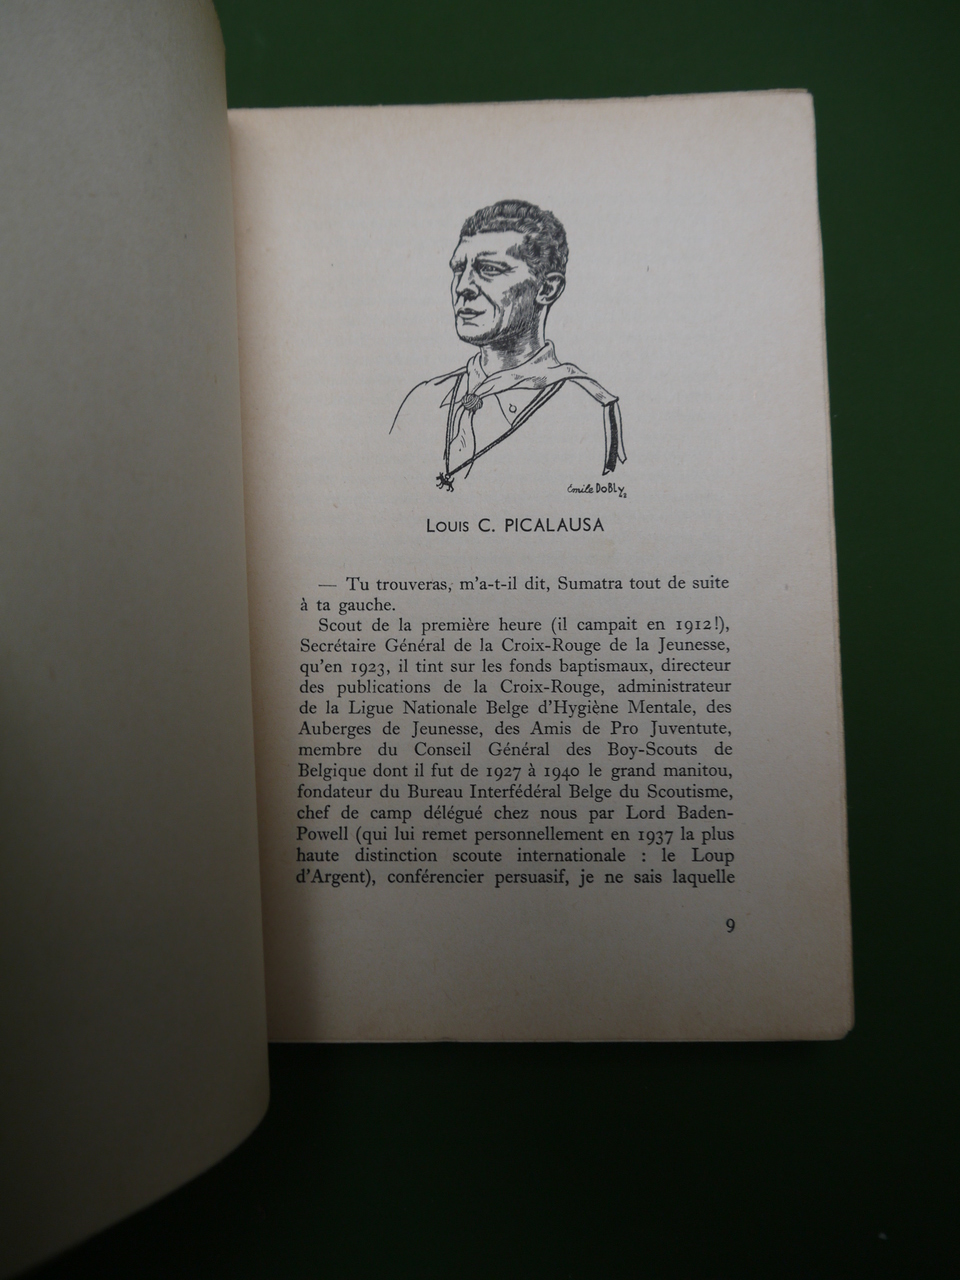 Emile DoBLy
42
Louis C. PICALAUSA
— Tu trouveras, m'a-t-il dit, Sumatra tout de suite
à ta gauche.
Scout de la première heure (il campait en 1912!),
Secrétaire Général de la Croix-Rouge de la Jeunesse,
qu'en 1923, il tint sur les fonds baptismaux, directeur
des publications de la Croix-Rouge, administrateur
de la Ligue Nationale Belge d'Hygiène Mentale, des
Auberges de Jeunesse, des Amis de Pro Juventute,
membre du Conseil Général des Boy-Scouts de
Belgique dont il fut de 1927 à 1940 le grand manitou,
fondateur du Bureau Interfédéral Belge du Scoutisme,
chef de camp délégué chez nous par Lord Baden-
Powell (qui lui remet personnellement en 1937 la plus
haute distinction scoute internationale : le Loup
d'Argent), conférencier persuasif, je ne sais laquelle
9